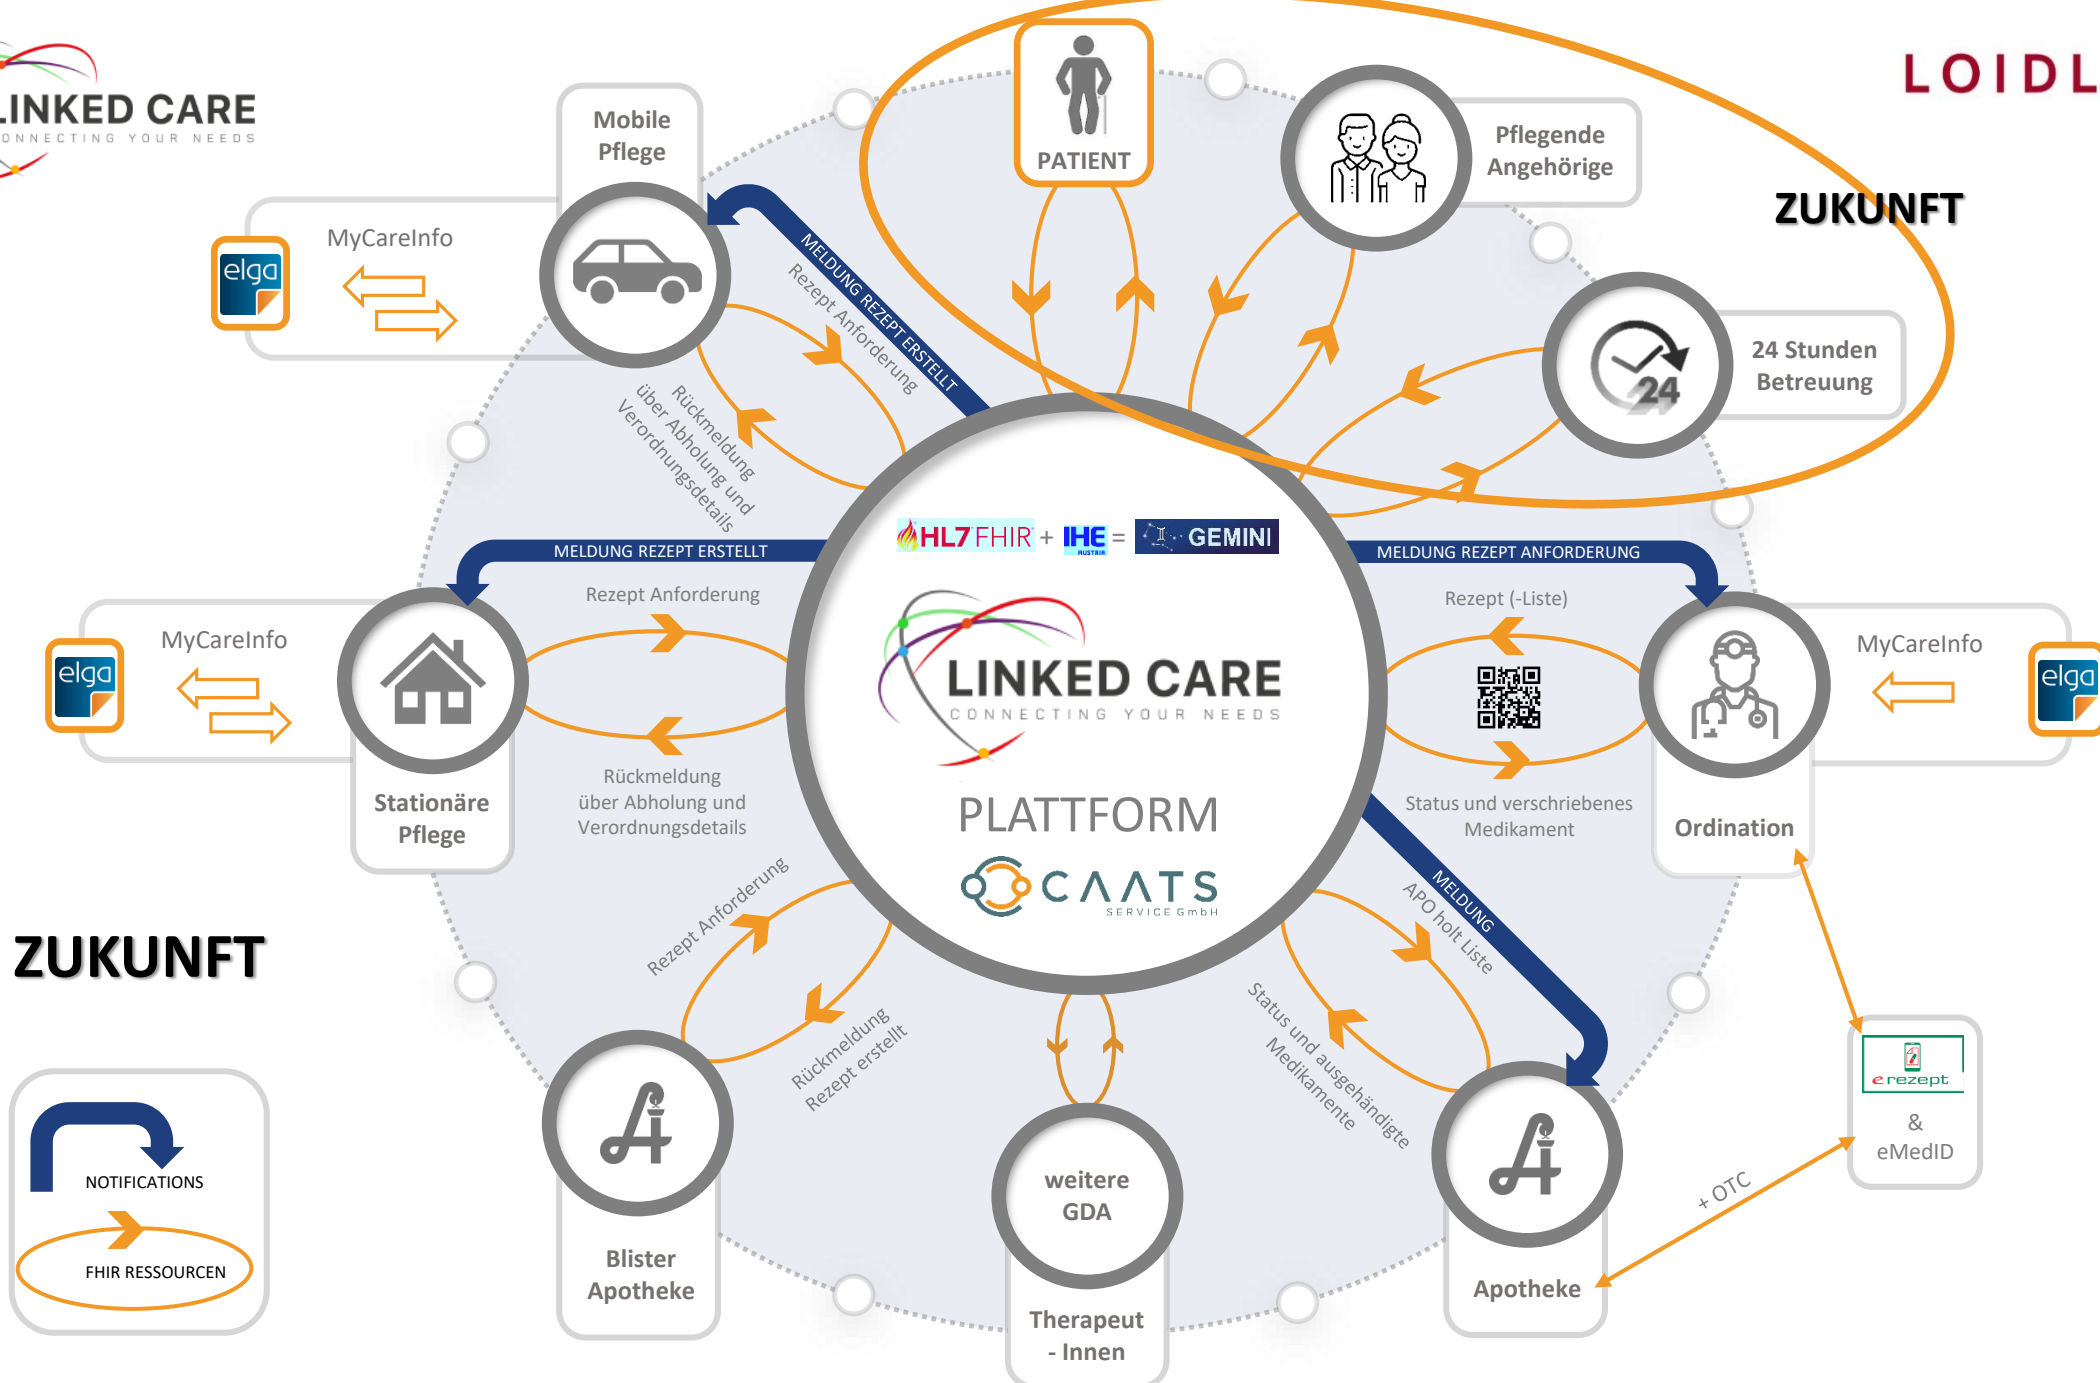 LINKED CARE
CONNECTING YOUR NEEDS
LOIDL
Mobile
Pflege
PATIENT
Pflegende
Angehörige
ZUKUNFT
MyCareInfo
elga
MELDUNG REZEPT ERSTELLT
Rezept Anforderung
Rückmeldung
über Abholung und
Verordnungsdetails
24 Stunden
Betreuung
24
HL7 FHIR + IHE AUSTRIA = GEMINI
MELDUNG REZEPT ERSTELLT
Rezept Anforderung
MELDUNG REZEPT ANFORDERUNG
Rezept (-Liste)
MyCareInfo
elga
MyCareInfo
elga
LINKED CARE
CONNECTING YOUR NEEDS
PLATTFORM
CAATS
SERVICE GmbH
Stationäre
Pflege
Rückmeldung
über Abholung und
Verordnungsdetails
Status und verschriebenes
Medikament
Ordination
ZUKUNFT
Rezept Anforderung
Rückmeldung
Rezept erstellt
MELDUNG
APO holt Liste
Status und ausgehändigte
Medikamente
e rezept
&
eMedID
+ OTC
NOTIFICATIONS
FHIR RESSOURCEN
Blister
Apotheke
weitere
GDA
Therapeut
- Innen
Apotheke